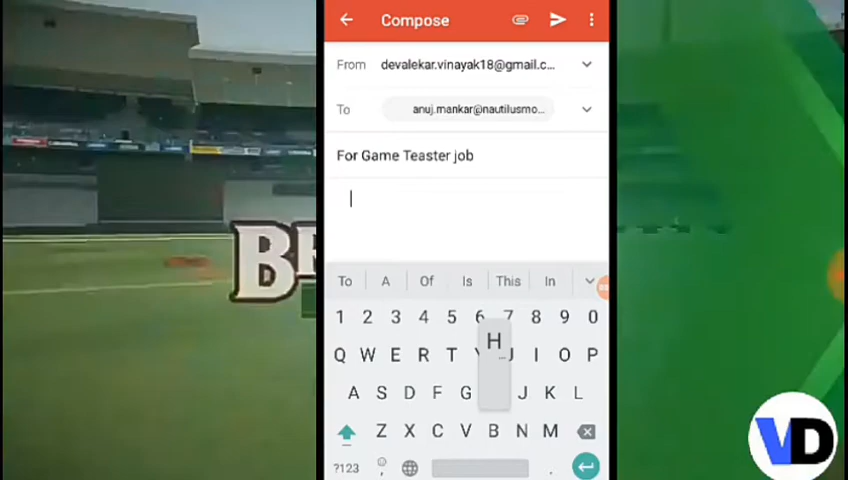 Compose
From devalekar.vinayak18@gmail.c...
To anuj.mankar@nautilusmo...
For Game Teaster job
To A Of Is This In
1 2 3 4 5 6 7 8 9 0
H
Q W E R T Y J I O P
A S D F G J K L
Z X C V B N M
?123 , .
B
VD